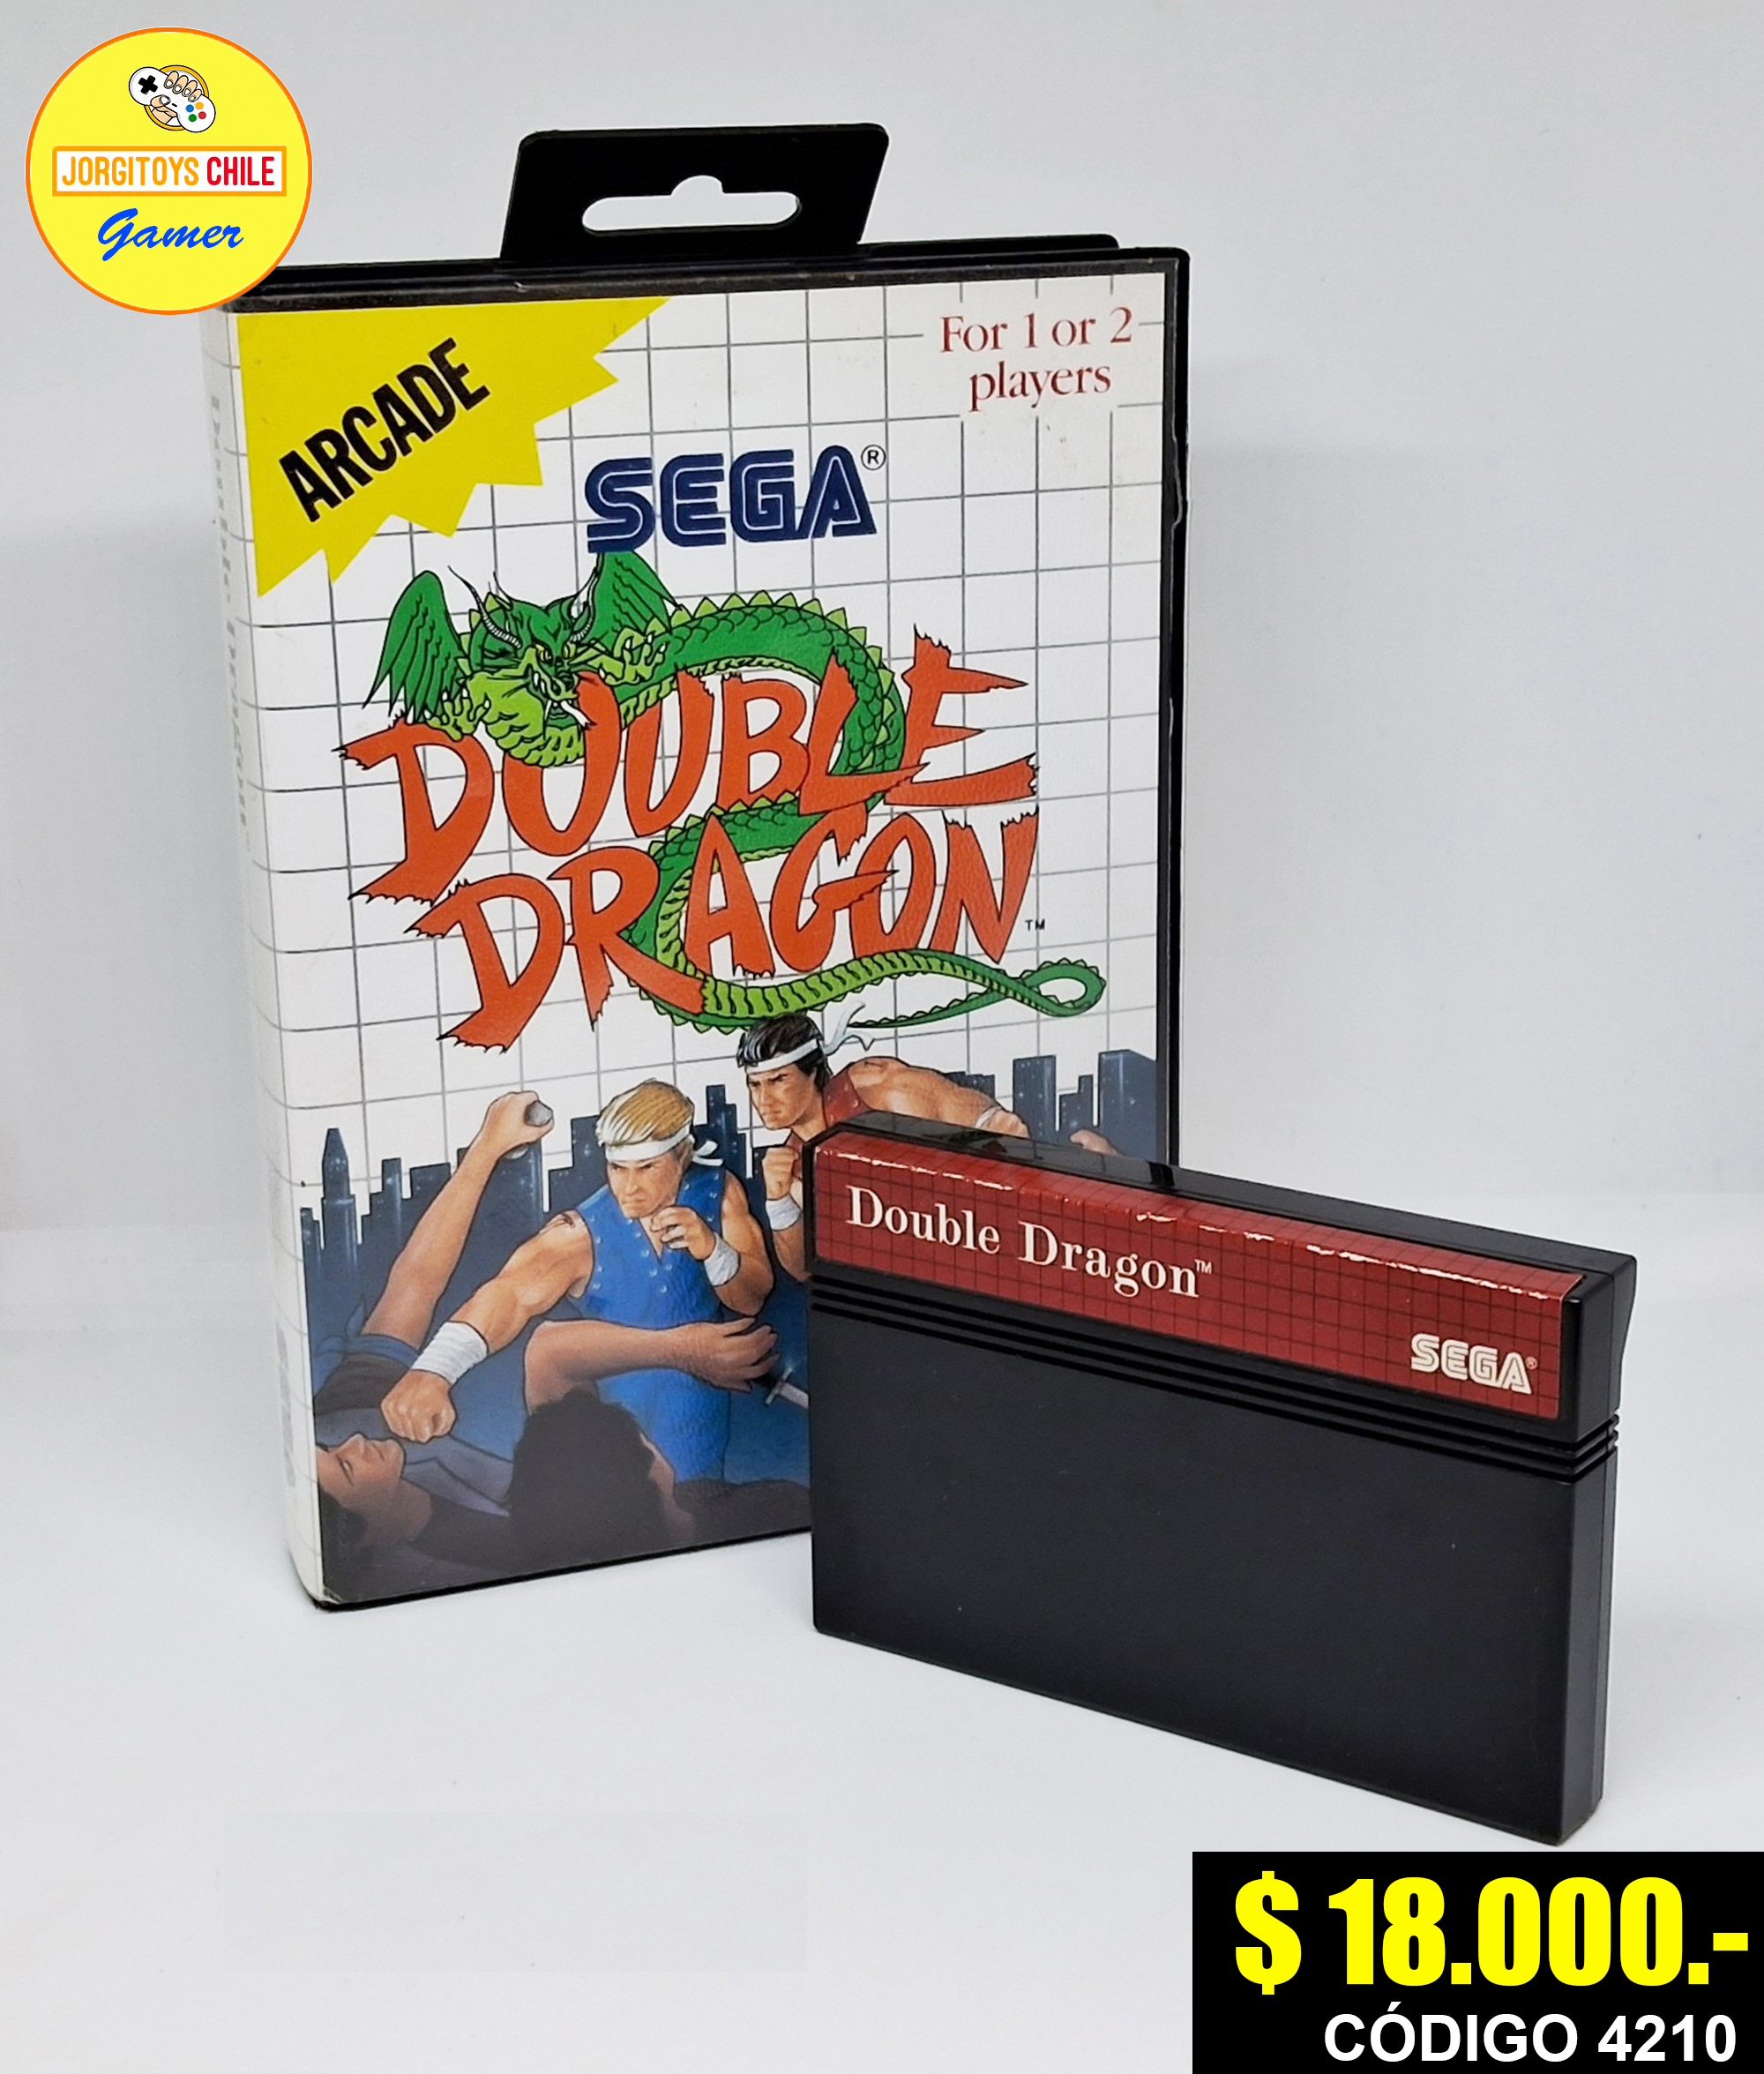 JORGITOYS CHILE
Gamer
ARCADE
For 1 or 2
players
SEGA®
DOUBLE
DRAGON™
Double Dragon™
SEGA®
$ 18.000.-
CÓDIGO 4210